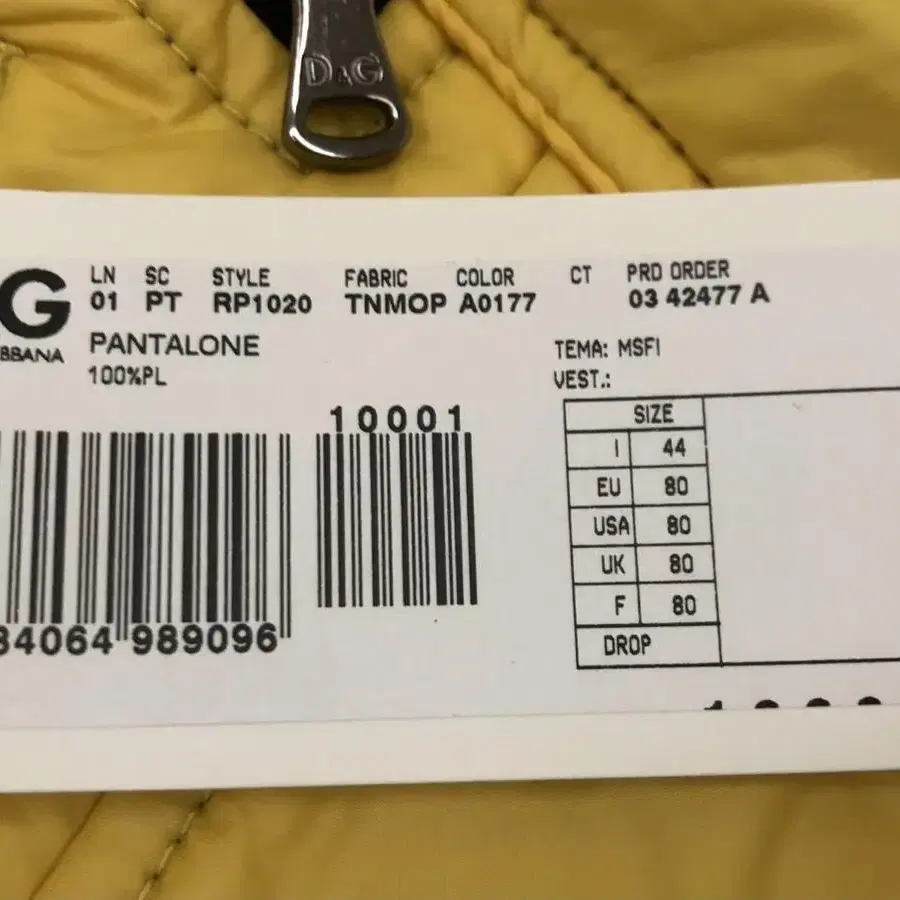 D&G
G
BBANA
LN SC STYLE FABRIC COLOR CT PRD ORDER
01 PT RP1020 TNMOP A0177 03 42477 A
PANTALONE
100%PL
TEMA: MSFI
VEST.:
10001
34064 989096
SIZE
I 44
EU 80
USA 80
UK 80
F 80
DROP